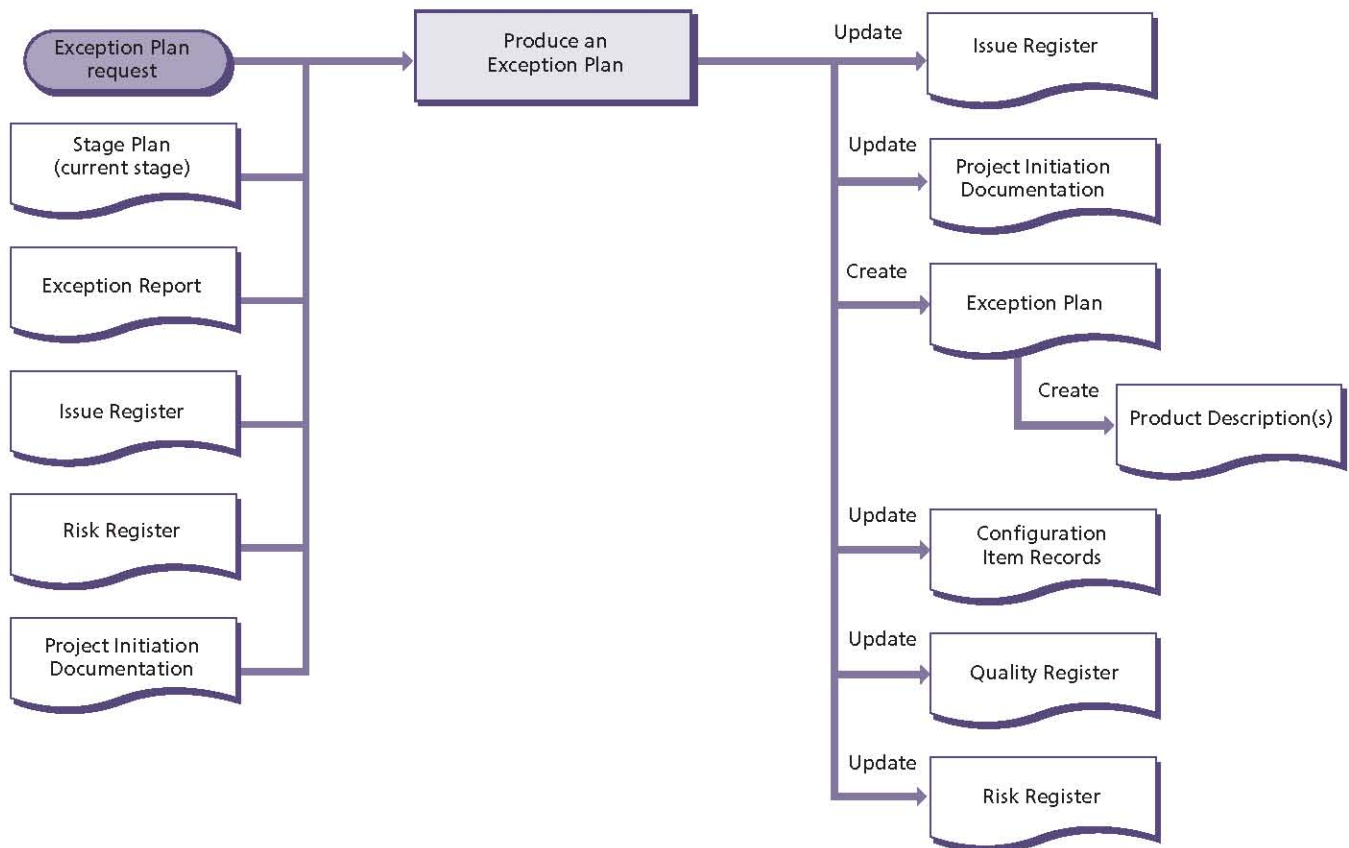 Exception Plan
request
Stage Plan
(current stage)
Exception Report
Issue Register
Risk Register
Project Initiation
Documentation
Produce an
Exception Plan
Update
Issue Register
Update
Project Initiation
Documentation
Create
Exception Plan
Create
Product Description(s)
Update
Configuration
Item Records
Update
Quality Register
Update
Risk Register